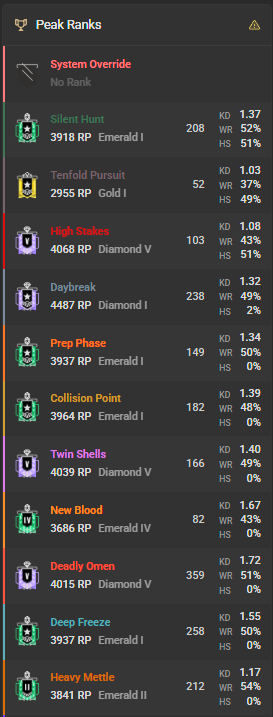 Peak Ranks
System Override
No Rank
Silent Hunt
3918 RP Emerald I
208
KD 1.37
WR 52%
HS 51%
Tenfold Pursuit
2955 RP Gold I
52
KD 1.03
WR 37%
HS 49%
High Stakes
4068 RP Diamond V
103
KD 1.08
WR 43%
HS 51%
Daybreak
4487 RP Diamond I
238
KD 1.32
WR 49%
HS 2%
Prep Phase
3937 RP Emerald I
149
KD 1.34
WR 50%
HS 0%
Collision Point
3964 RP Emerald I
182
KD 1.39
WR 48%
HS 0%
V
Twin Shells
4039 RP Diamond V
166
KD 1.40
WR 49%
HS 0%
IV
New Blood
3686 RP Emerald IV
82
KD 1.67
WR 43%
HS 0%
V
Deadly Omen
4015 RP Diamond V
359
KD 1.72
WR 51%
HS 0%
Deep Freeze
3937 RP Emerald I
258
KD 1.55
WR 50%
HS 0%
II
Heavy Mettle
3841 RP Emerald II
212
KD 1.17
WR 54%
HS 0%